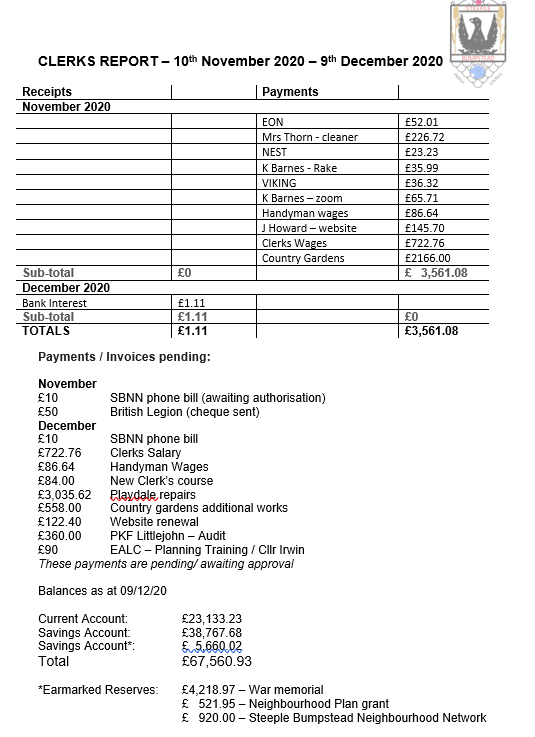 STEEPLE
BUMPSTEAD
CLERKS REPORT – 10th November 2020 – 9th December 2020
Receipts Payments
November 2020
EON £52.01
Mrs Thorn - cleaner £226.72
NEST £23.23
K Barnes - Rake £35.99
VIKING £36.32
K Barnes – zoom £65.71
Handyman wages £86.64
J Howard – website £145.70
Clerks Wages £722.76
Country Gardens £2166.00
Sub-total £0 £ 3,561.08
December 2020
Bank Interest £1.11
Sub-total £1.11 £0
TOTALS £1.11 £3,561.08
Payments / Invoices pending:
November
£10 SBNN phone bill (awaiting authorisation)
£50 British Legion (cheque sent)
December
£10 SBNN phone bill
£722.76 Clerks Salary
£86.64 Handyman Wages
£84.00 New Clerk's course
£3,035.62 Playdale repairs
£558.00 Country gardens additional works
£122.40 Website renewal
£360.00 PKF Littlejohn – Audit
£90 EALC – Planning Training / Cllr Irwin
These payments are pending/ awaiting approval
Balances as at 09/12/20
Current Account: £23,133.23
Savings Account: £38,767.68
Savings Account*: £ 5,660.02
Total £67,560.93
*Earmarked Reserves: £4,218.97 – War memorial
£ 521.95 – Neighbourhood Plan grant
£ 920.00 – Steeple Bumpstead Neighbourhood Network